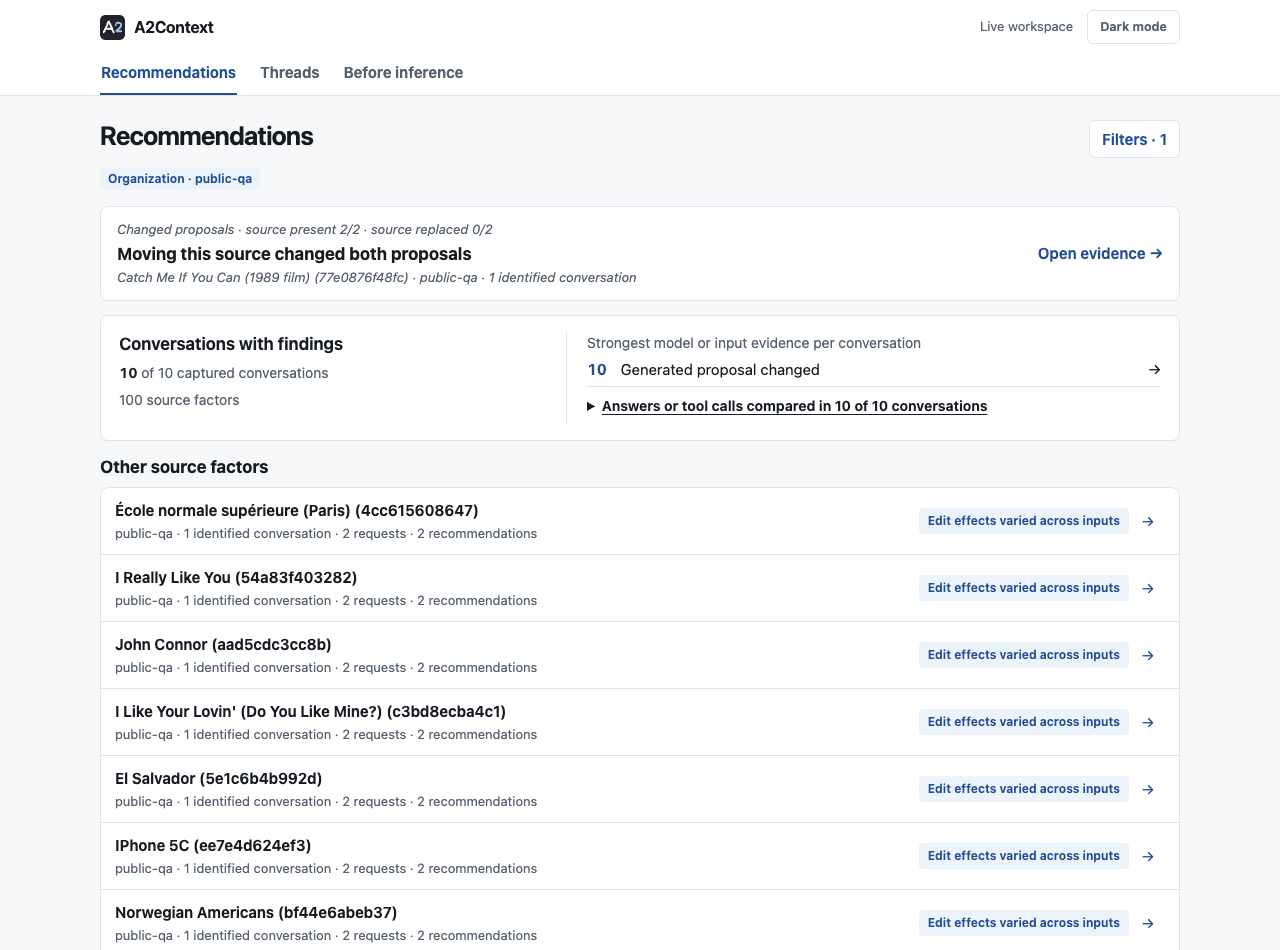 A2 A2Context
Live workspace
Dark mode
Recommendations Threads Before inference
Recommendations
Filters · 1
Organization · public-qa
Changed proposals · source present 2/2 · source replaced 0/2
Moving this source changed both proposals
Open evidence →
Catch Me If You Can (1989 film) (77e0876f48fc) · public-qa · 1 identified conversation
Conversations with findings
10 of 10 captured conversations
100 source factors
Strongest model or input evidence per conversation
10 Generated proposal changed →
▶ Answers or tool calls compared in 10 of 10 conversations
Other source factors
École normale supérieure (Paris) (4cc615608647)
public-qa · 1 identified conversation · 2 requests · 2 recommendations
Edit effects varied across inputs →
I Really Like You (54a83f403282)
public-qa · 1 identified conversation · 2 requests · 2 recommendations
Edit effects varied across inputs →
John Connor (aad5cdc3cc8b)
public-qa · 1 identified conversation · 2 requests · 2 recommendations
Edit effects varied across inputs →
I Like Your Lovin' (Do You Like Mine?) (c3bd8ecba4c1)
public-qa · 1 identified conversation · 2 requests · 2 recommendations
Edit effects varied across inputs →
El Salvador (5e1c6b4b992d)
public-qa · 1 identified conversation · 2 requests · 2 recommendations
Edit effects varied across inputs →
IPhone 5C (ee7e4d624ef3)
public-qa · 1 identified conversation · 2 requests · 2 recommendations
Edit effects varied across inputs →
Norwegian Americans (bf44e6abeb37)
public-qa · 1 identified conversation · 2 requests · 2 recommendations
Edit effects varied across inputs →